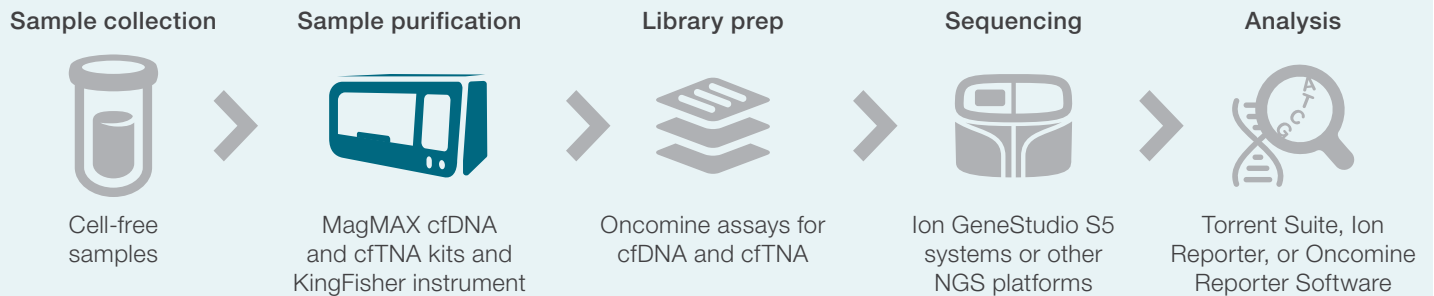 Sample collection
Sample purification
Library prep
Sequencing
Analysis
A
T
C
G
Cell-free
samples
MagMAX cfDNA
and cfTNA kits and
KingFisher instrument
Oncomine assays for
cfDNA and cfTNA
Ion GeneStudio S5
systems or other
NGS platforms
Torrent Suite, Ion
Reporter, or Oncomine
Reporter Software